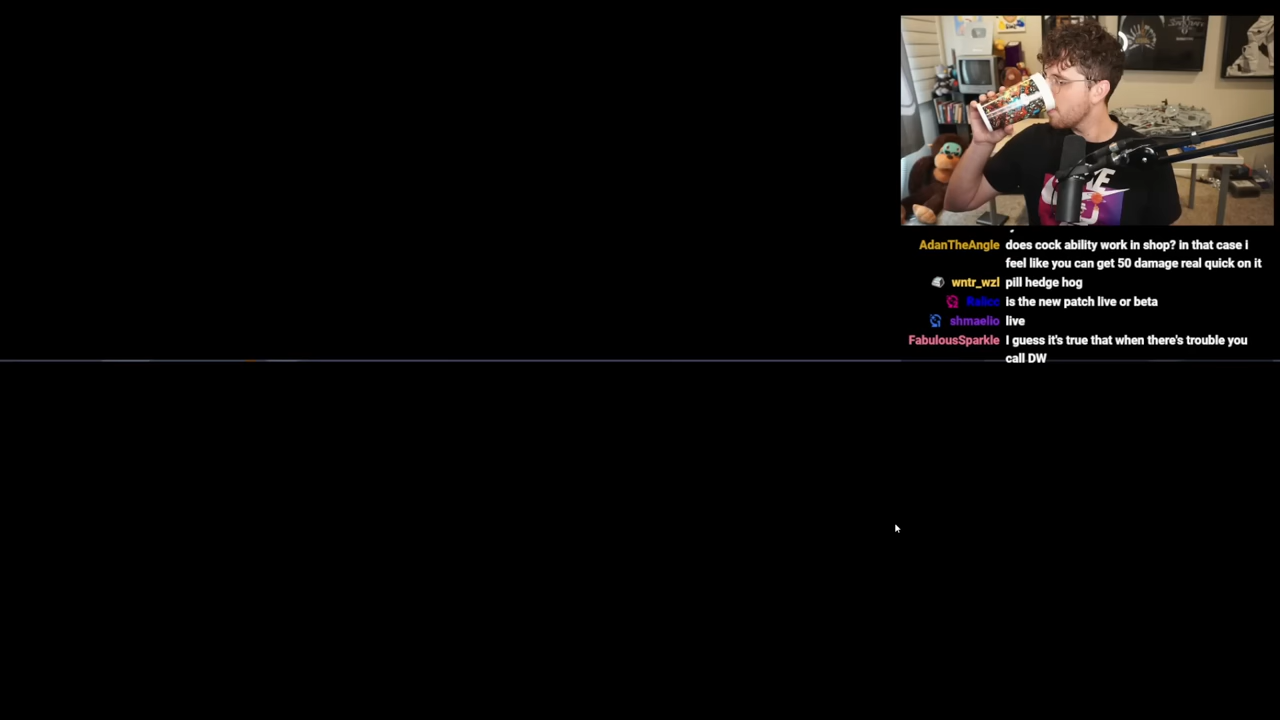 AdanTheAngle does cock ability work in shop? in that case i
feel like you can get 50 damage real quick on it
wntr_wzl pill hedge hog
is the new patch live or beta
shmaelio live
FabulousSparkle I guess it's true that when there's trouble you
call DW